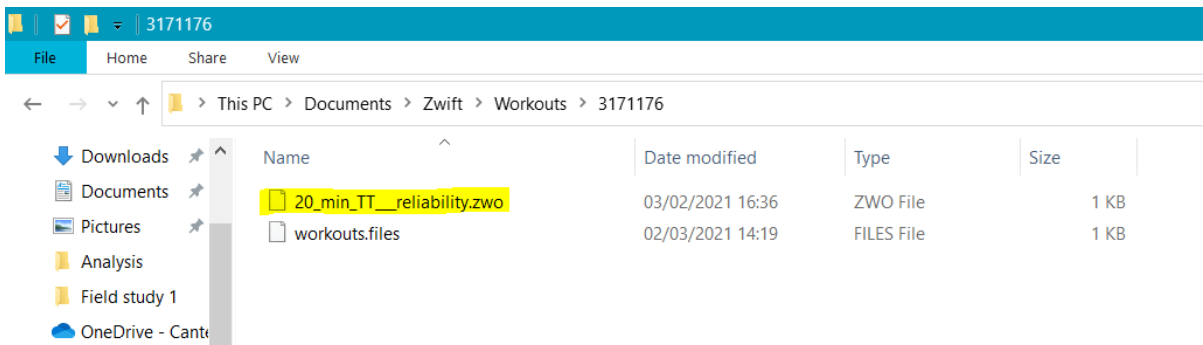 3171176
File Home Share View
This PC > Documents > Zwift > Workouts > 3171176
Downloads
Documents
Pictures
Analysis
Field study 1
OneDrive - Cante
Name Date modified Type Size
20_min_TT__reliability.zwo 03/02/2021 16:36 ZWO File 1 KB
workouts.files 02/03/2021 14:19 FILES File 1 KB